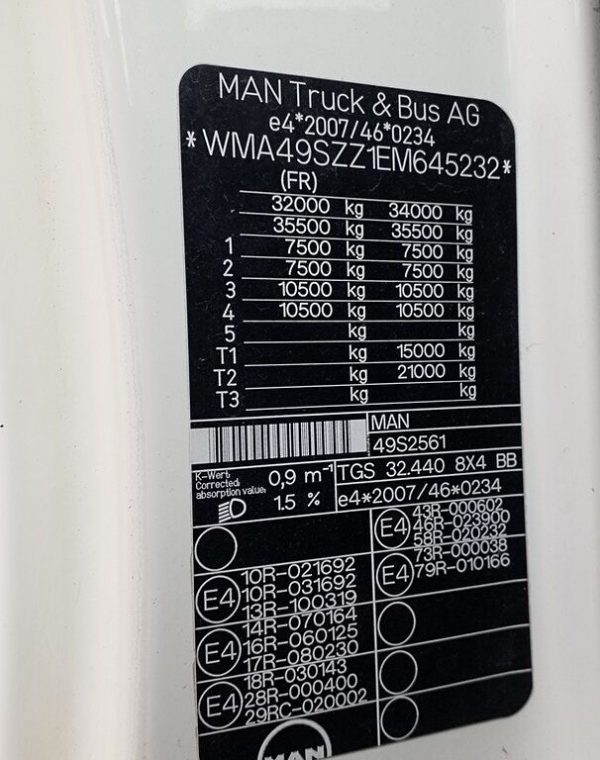 MAN Truck & Bus AG
e4*2007/46*0234
* WMA49SZZ1EM645232 *
(FR)
32000 kg 34000 kg
35500 kg 35500 kg
1 7500 kg 7500 kg
2 7500 kg 7500 kg
3 10500 kg 10500 kg
4 10500 kg 10500 kg
5 kg kg
T1 kg 15000 kg
T2 kg 21000 kg
T3 kg kg
MAN
49S2561
K-Wert:
Corrected
absorption value:
0,9 m-¹
TGS 32.440 8X4 BB
1.5 %
e4*2007/46*0234
E4
43R-000602
46R-023900
58R-020232
E4
73R-000038
79R-010166
E4
10R-021692
10R-031692
13R-100319
E4
14R-070164
16R-060125
17R-080230
E4
18R-030143
28R-000400
29RC-020002
MAN